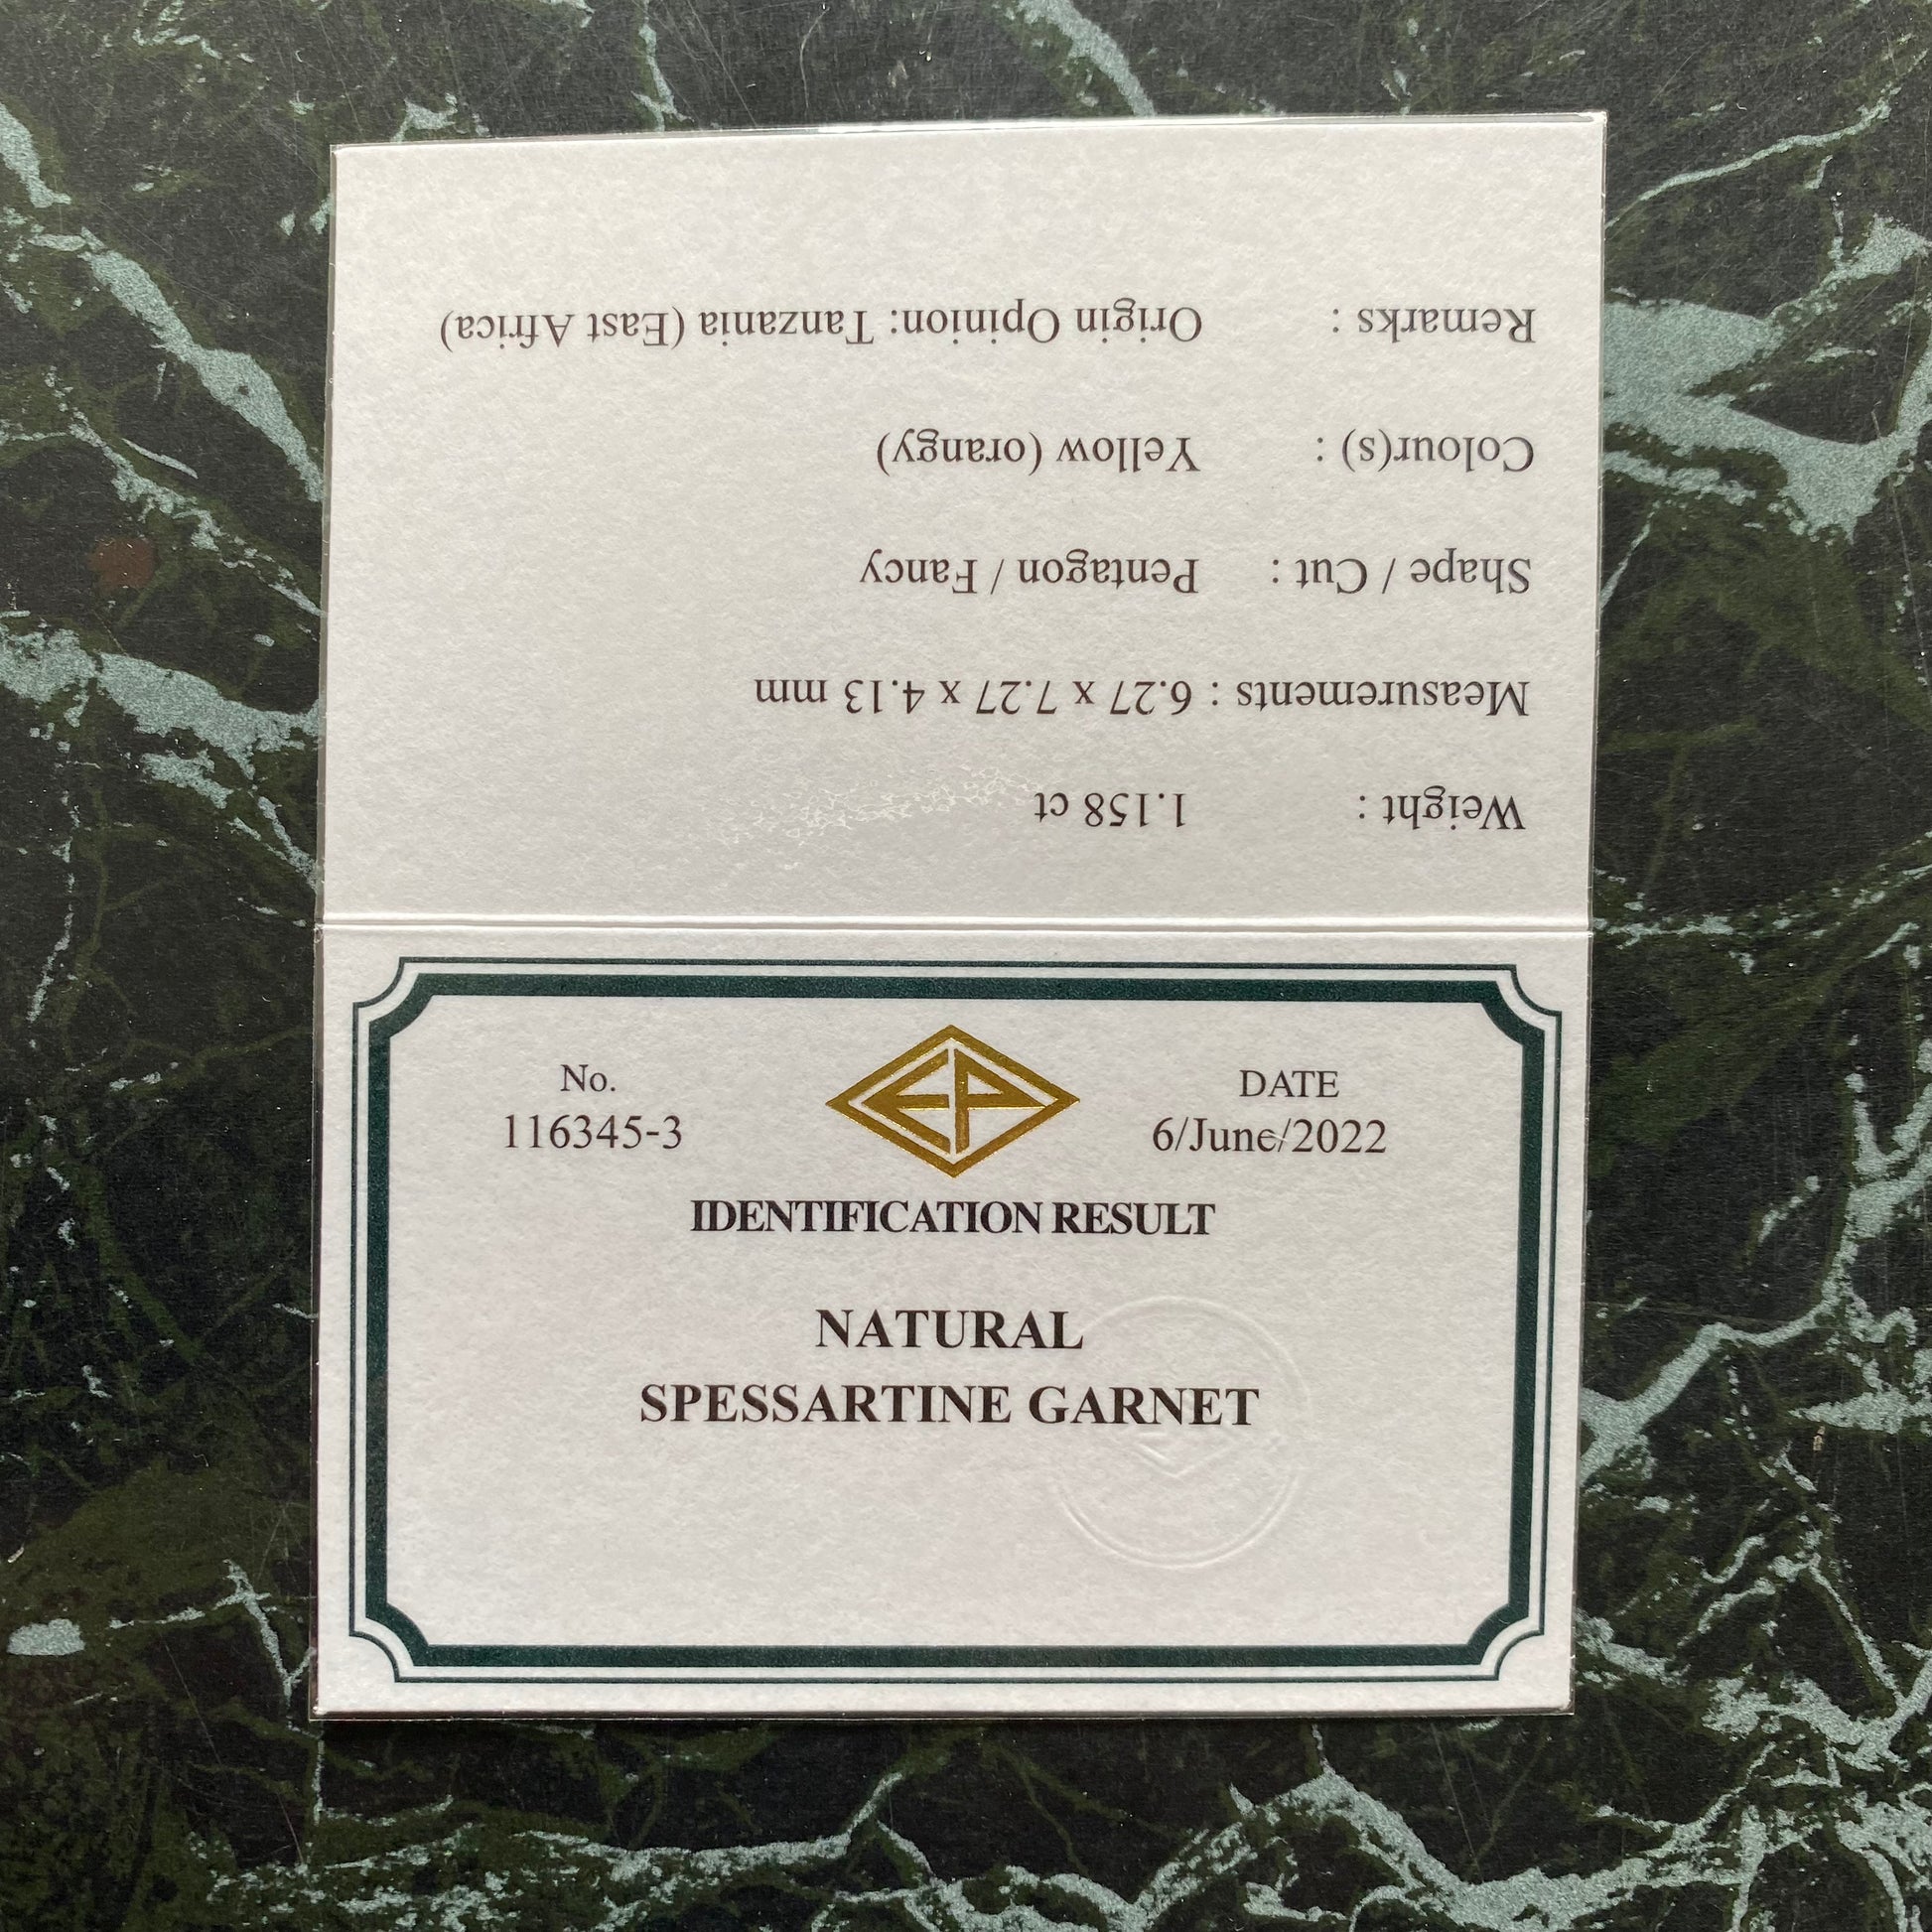 No.
116345-3
EP
DATE
6/June/2022
IDENTIFICATION RESULT
NATURAL
SPESSARTINE GARNET
Weight : 1.158 ct
Measurements : 6.27 x 7.27 x 4.13 mm
Shape / Cut : Pentagon / Fancy
Colour(s) : Yellow (orangy)
Remarks : Origin Opinion: Tanzania (East Africa)